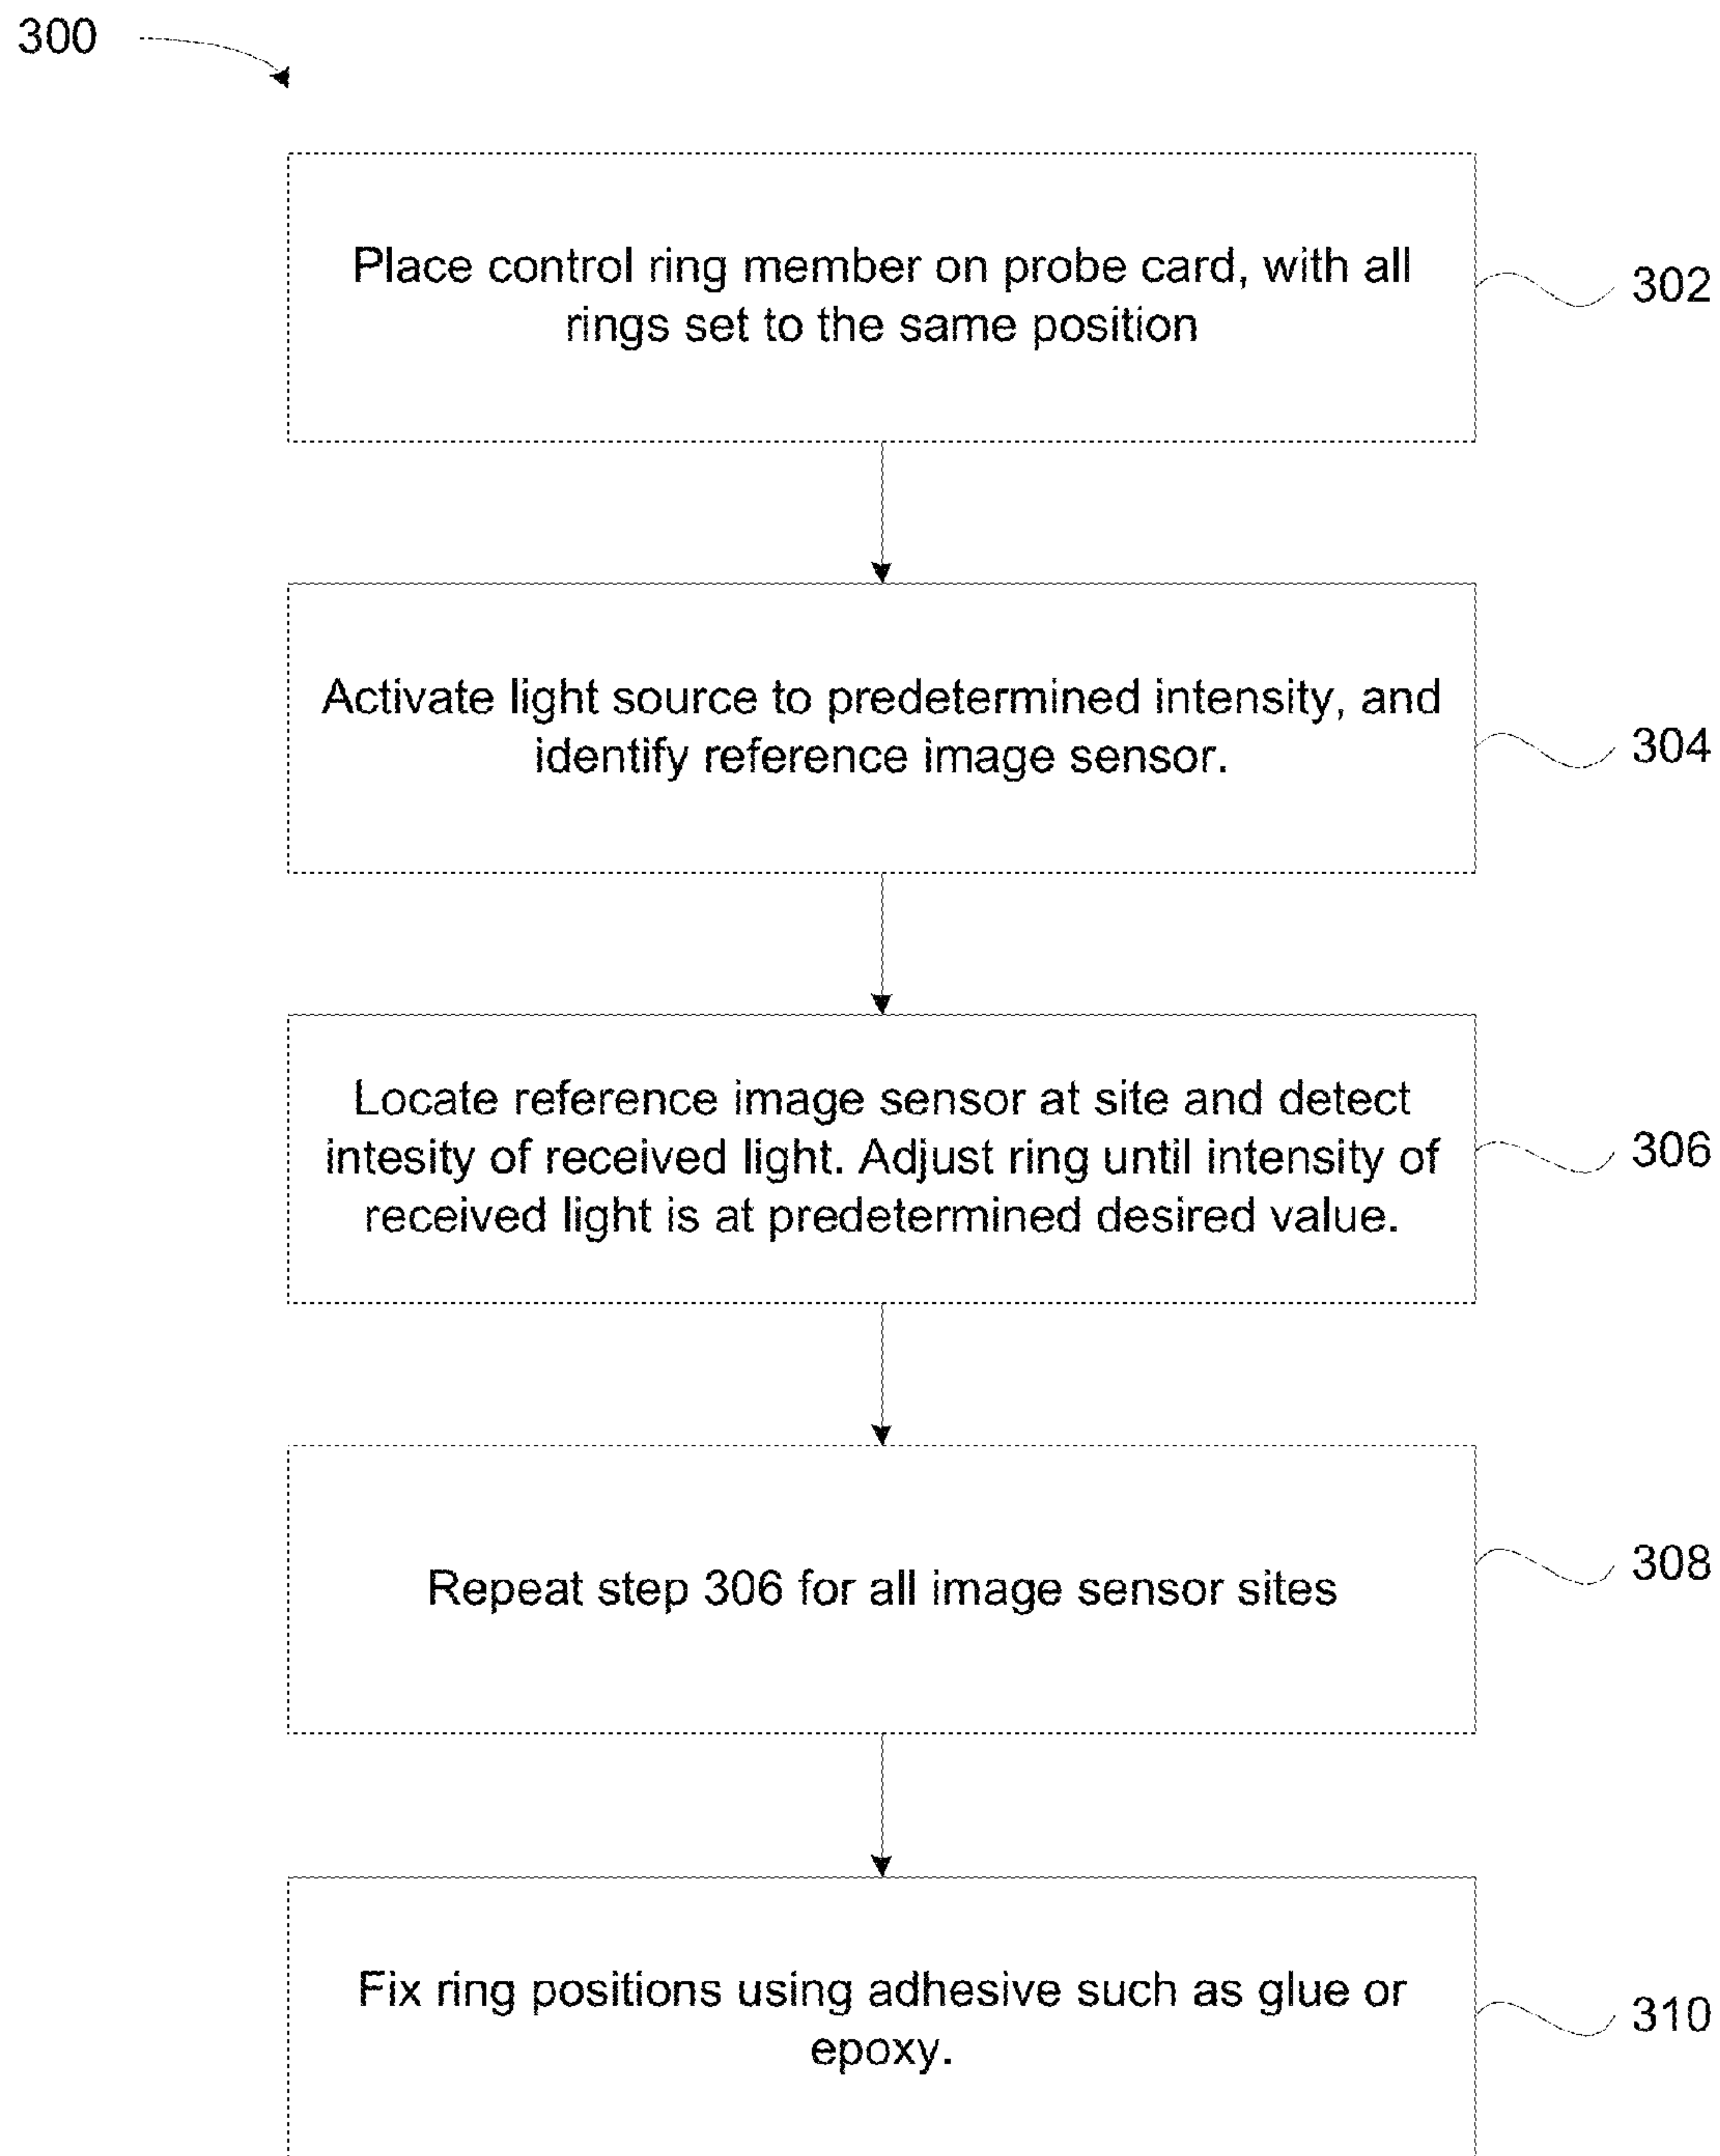 300
Place control ring member on probe card, with all
rings set to the same position
302
Activate light source to predetermined intensity, and
identify reference image sensor.
304
Locate reference image sensor at site and detect
intesity of received light. Adjust ring until intensity of
received light is at predetermined desired value.
306
Repeat step 306 for all image sensor sites
308
Fix ring positions using adhesive such as glue or
epoxy.
310